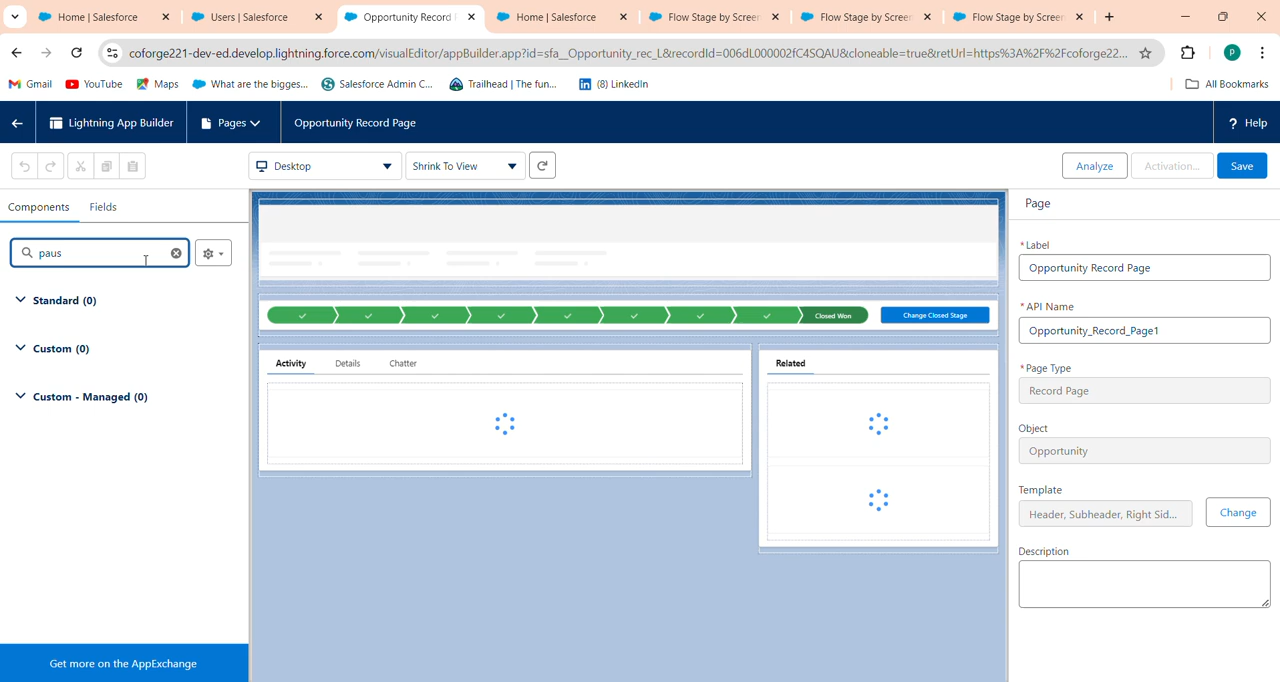 Home | Salesforce
Users | Salesforce
Opportunity Record P
Home | Salesforce
Flow Stage by Screen
Flow Stage by Screen
Flow Stage by Screen
coforge221-dev-ed.develop.lightning.force.com/visualEditor/appBuilder.app?id=sfa__Opportunity_rec_L&recordId=006dL000002fC4SQAU&cloneable=true&retUrl=https%3A%2F%2Fcoforge22...
P
Gmail
YouTube
Maps
What are the bigges...
Salesforce Admin C...
Trailhead | The fun...
(8) LinkedIn
All Bookmarks
Lightning App Builder
Pages
Opportunity Record Page
? Help
Desktop
Shrink To View
Analyze
Activation...
Save
Components
Fields
paus
Standard (0)
Custom (0)
Custom - Managed (0)
Get more on the AppExchange
Closed Won
Change Closed Stage
Activity
Details
Chatter
Related
Page
* Label
Opportunity Record Page
* API Name
Opportunity_Record_Page1
* Page Type
Record Page
Object
Opportunity
Template
Header, Subheader, Right Sid...
Change
Description